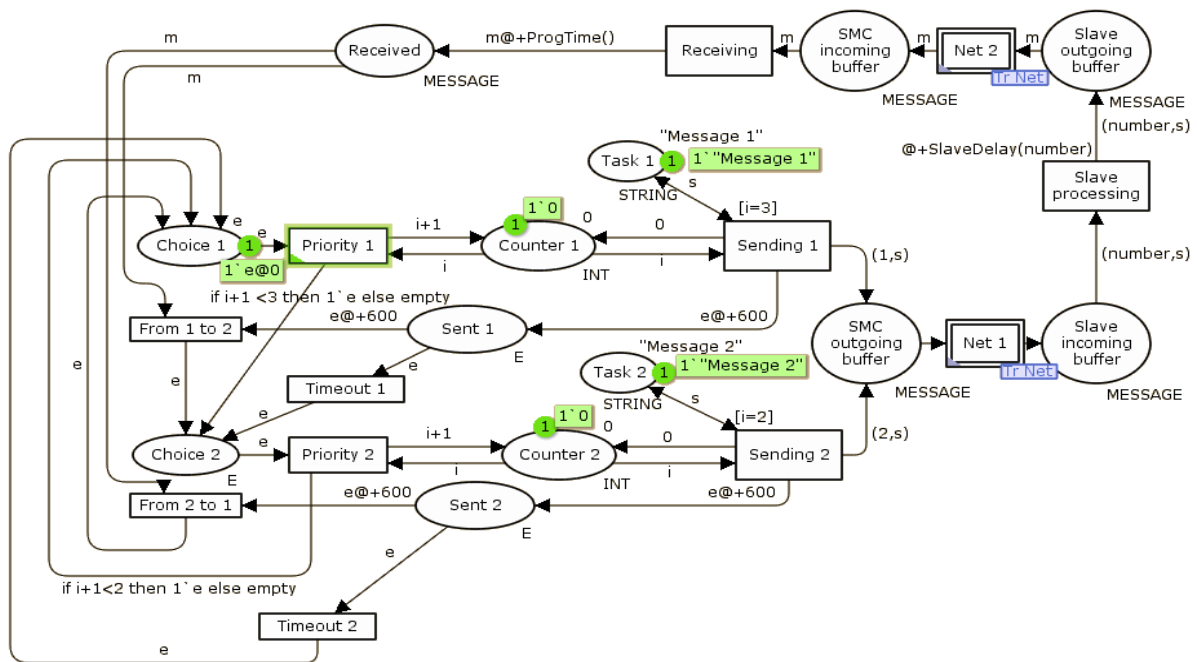 m
m@+ProgTime()
Received
MESSAGE
Receiving
m
SMC
incoming
buffer
MESSAGE
m
Net 2
Tr Net
m
Slave
outgoing
buffer
MESSAGE
m
(number,s)
@+SlaveDelay(number)
Slave
processing
(number,s)
"Message 1"
Task 1
1
1`"Message 1"
STRING
s
[i=3]
e
Choice 1
1
e
1`e@0
Priority 1
i+1
i
1
1`0
Counter 1
INT
0
0
i
Sending 1
(1,s)
if i+1 <3 then 1`e else empty
From 1 to 2
e@+600
Sent 1
E
e@+600
e
e
Timeout 1
e
e
SMC
outgoing
buffer
MESSAGE
Net 1
Tr Net
Slave
incoming
buffer
MESSAGE
"Message 2"
Task 2
1
1`"Message 2"
STRING
s
[i=2]
Choice 2
E
e
Priority 2
i+1
i
1
1`0
Counter 2
INT
0
0
i
Sending 2
(2,s)
From 2 to 1
e@+600
Sent 2
E
e@+600
e
if i+1<2 then 1`e else empty
Timeout 2
e